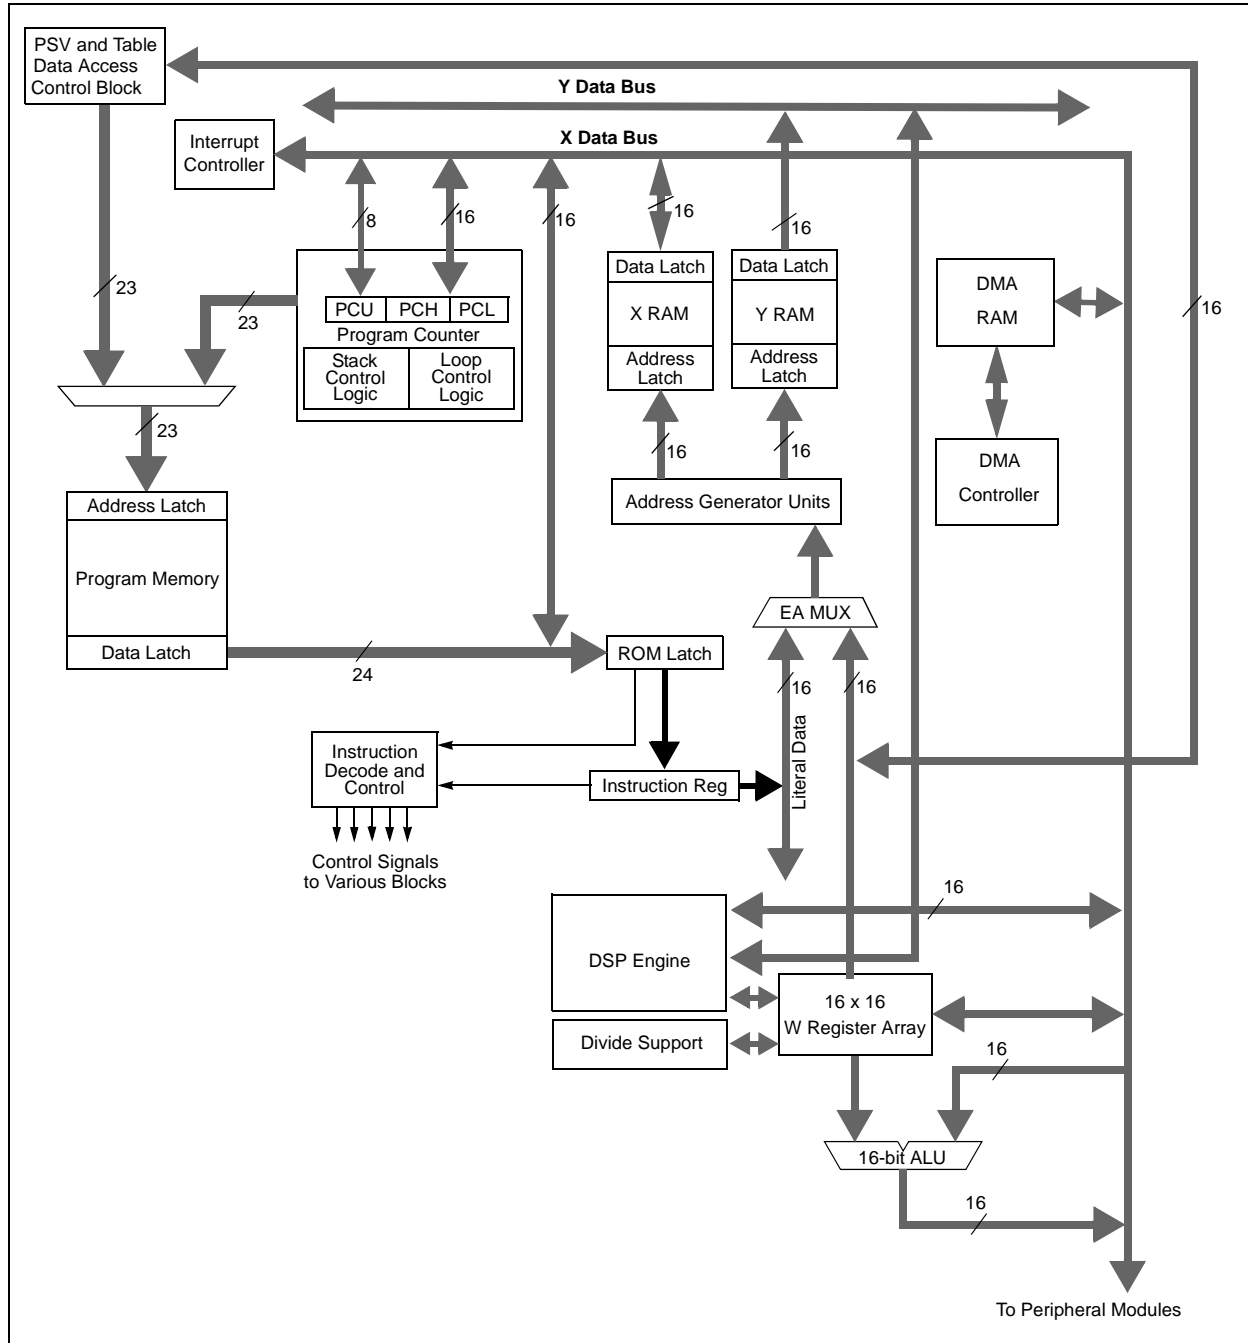 PSV and Table
Data Access
Control Block
Y Data Bus
Interrupt
Controller
X Data Bus
8
16
16
16
16
16
23
23
23
PCU
PCH
PCL
Program Counter
Stack
Control
Logic
Loop
Control
Logic
Data Latch
X RAM
Address
Latch
Data Latch
Y RAM
Address
Latch
DMA
RAM
16
16
DMA
Controller
Address Generator Units
Address Latch
Program Memory
Data Latch
24
EA MUX
ROM Latch
16
16
Literal Data
Instruction
Decode and
Control
Instruction Reg
Control Signals
to Various Blocks
16
DSP Engine
16 x 16
W Register Array
Divide Support
16
16-bit ALU
16
To Peripheral Modules